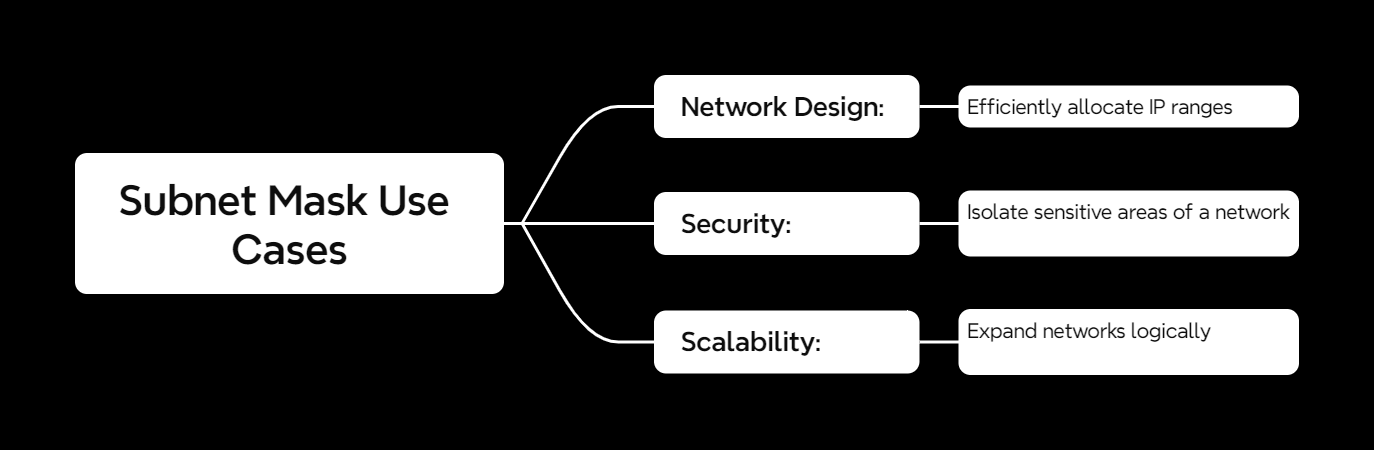 Subnet Mask Use
Cases
Network Design:
Efficiently allocate IP ranges
Security:
Isolate sensitive areas of a network
Scalability:
Expand networks logically